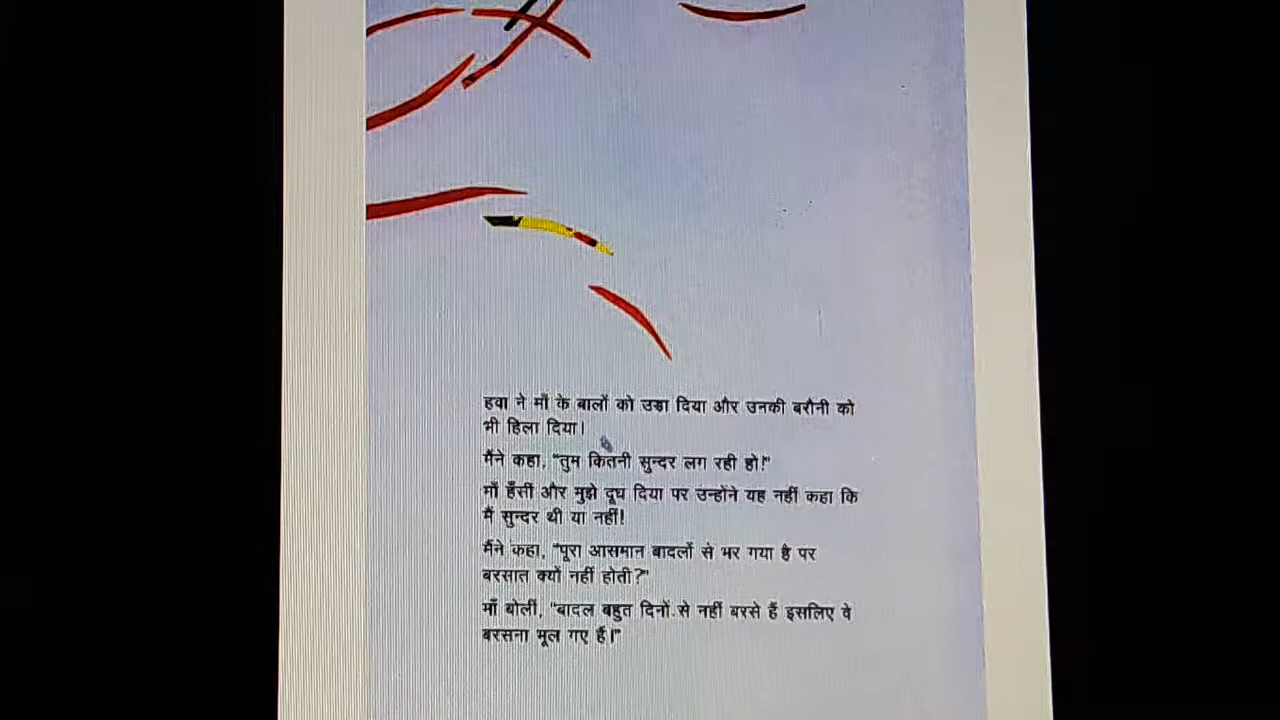 हवा ने माँ के बालों को उड़ा दिया और उनकी बरौनी को
भी हिला दिया।
मैंने कहा, "तुम कितनी सुन्दर लग रही हो!"
माँ हँसीं और मुझे दूध दिया पर उन्होंने यह नहीं कहा कि
मैं सुन्दर थी या नहीं!
मैंने कहा, "पूरा आसमान बादलों से भर गया है पर
बरसात क्यों नहीं होती?"
माँ बोलीं, "बादल बहुत दिनों से नहीं बरसे हैं इसलिए वे
बरसना भूल गए हैं।"